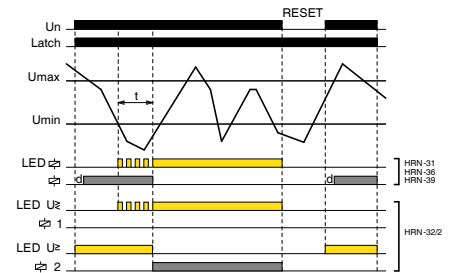 RESET
Un
Latch
Umax
t
Umin
LED
HRN-31
HRN-36
HRN-39
d
d
LED U≥
1
HRN-32/2
LED U≥
2